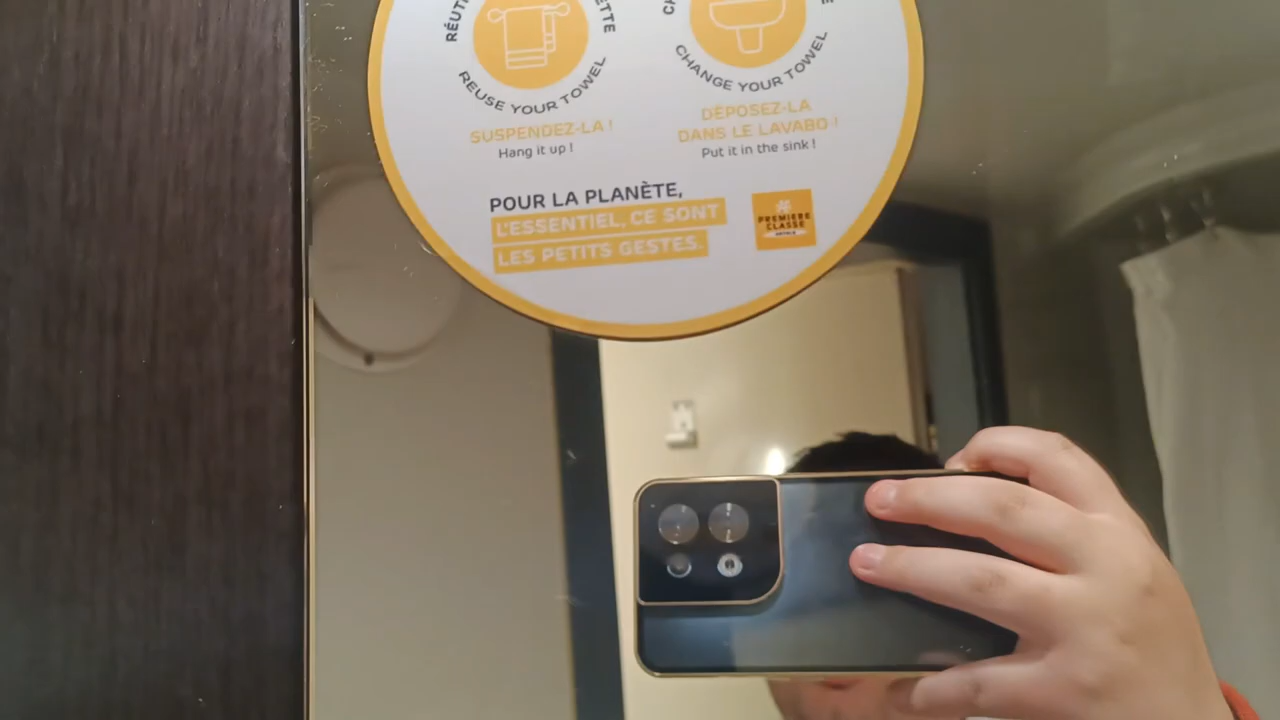 REUSE YOUR TOWEL
SUSPENDEZ-LA !
Hang it up !
CHANGE YOUR TOWEL
DÉPOSEZ-LA
DANS LE LAVABO !
Put it in the sink !
POUR LA PLANÈTE,
L'ESSENTIEL, CE SONT
LES PETITS GESTES.
PREMIERE
CLASSE
HOTELS